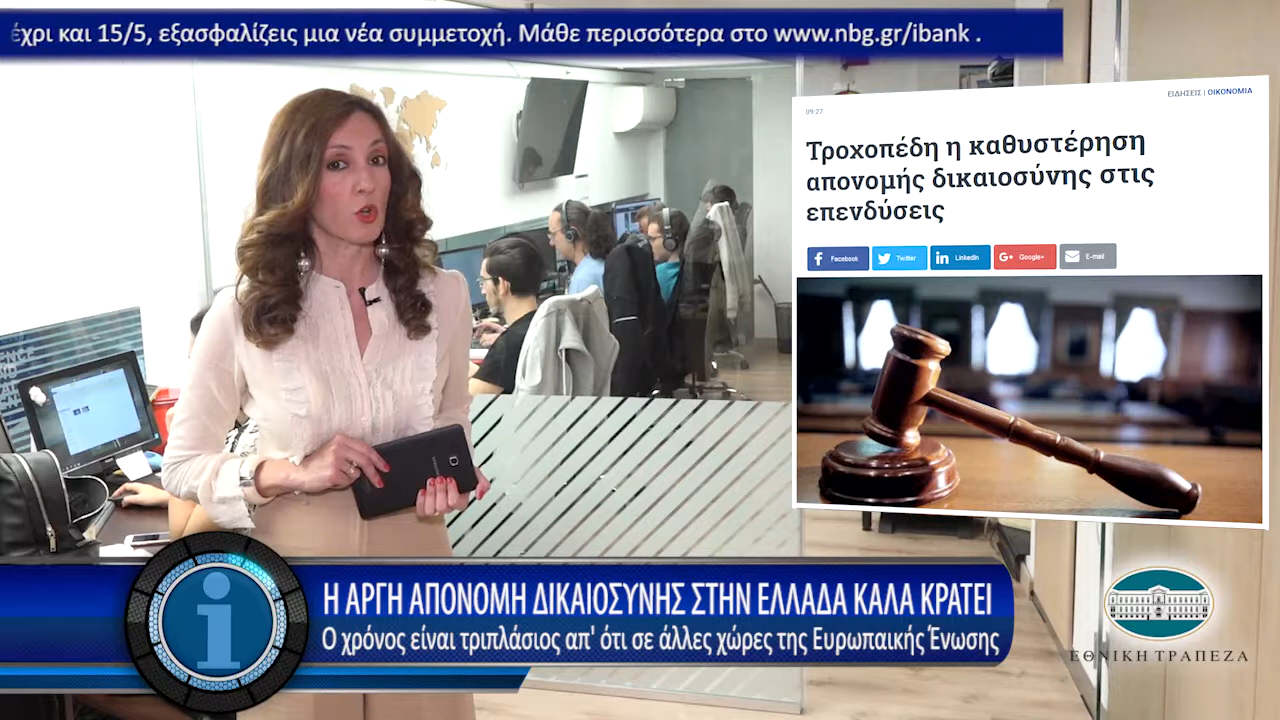 έχρι και 15/5, εξασφαλίζεις μια νέα συμμετοχή. Μάθε περισσότερα στο www.nbg.gr/ibank .
ΕΙΔΗΣΕΙΣ | ΟΙΚΟΝΟΜΙΑ
09:27
Τροχοπέδη η καθυστέρηση
απονομής δικαιοσύνης στις
επενδύσεις
Facebook
Twitter
LinkedIn
Google+
E-mail
Η ΑΡΓΗ ΑΠΟΝΟΜΗ ΔΙΚΑΙΟΣΥΝΗΣ ΣΤΗΝ ΕΛΛΑΔΑ ΚΑΛΑ ΚΡΑΤΕΙ
Ο χρόνος είναι τριπλάσιος απ' ότι σε άλλες χώρες της Ευρωπαικής Ένωσης
ΕΘΝΙΚΗ ΤΡΑΠΕΖΑ